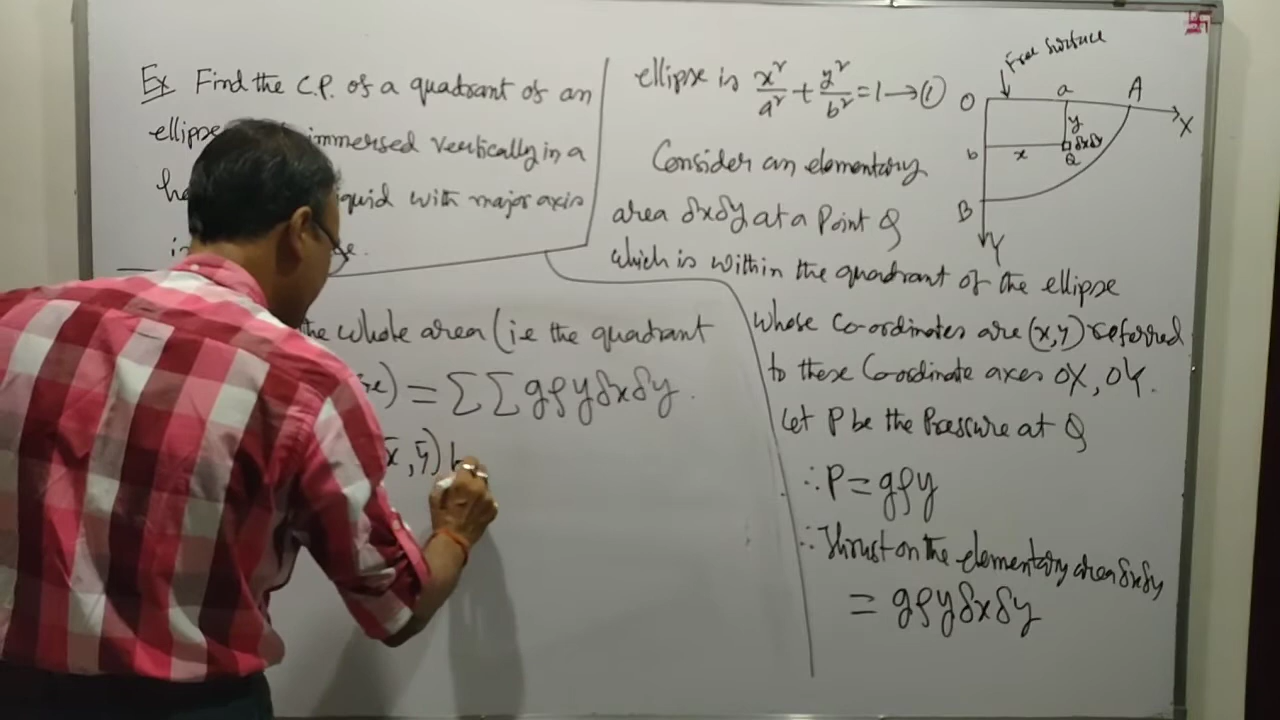 Ex Find the C.P. of a quadrant of an
ellipse immersed vertically in a
liquid with major axis
ellipse is x²/a² + y²/b² = 1 → ①
Consider an elementary
area δxδy at a Point Q
which is within the quadrant of the ellipse
whose Co-ordinates are (x,y) referred
to these Coordinate axes OX, OY.
Let P be the Pressure at Q
∴ P = gρy
∴ Thrust on the elementary area δxδy
= gρyδxδy
Free Surface
O a A X
y
b x δxδy
Q
B
Y
the whole area (i.e the quadrant
) = ΣΣ gρyδxδy.
x̄, ȳ)